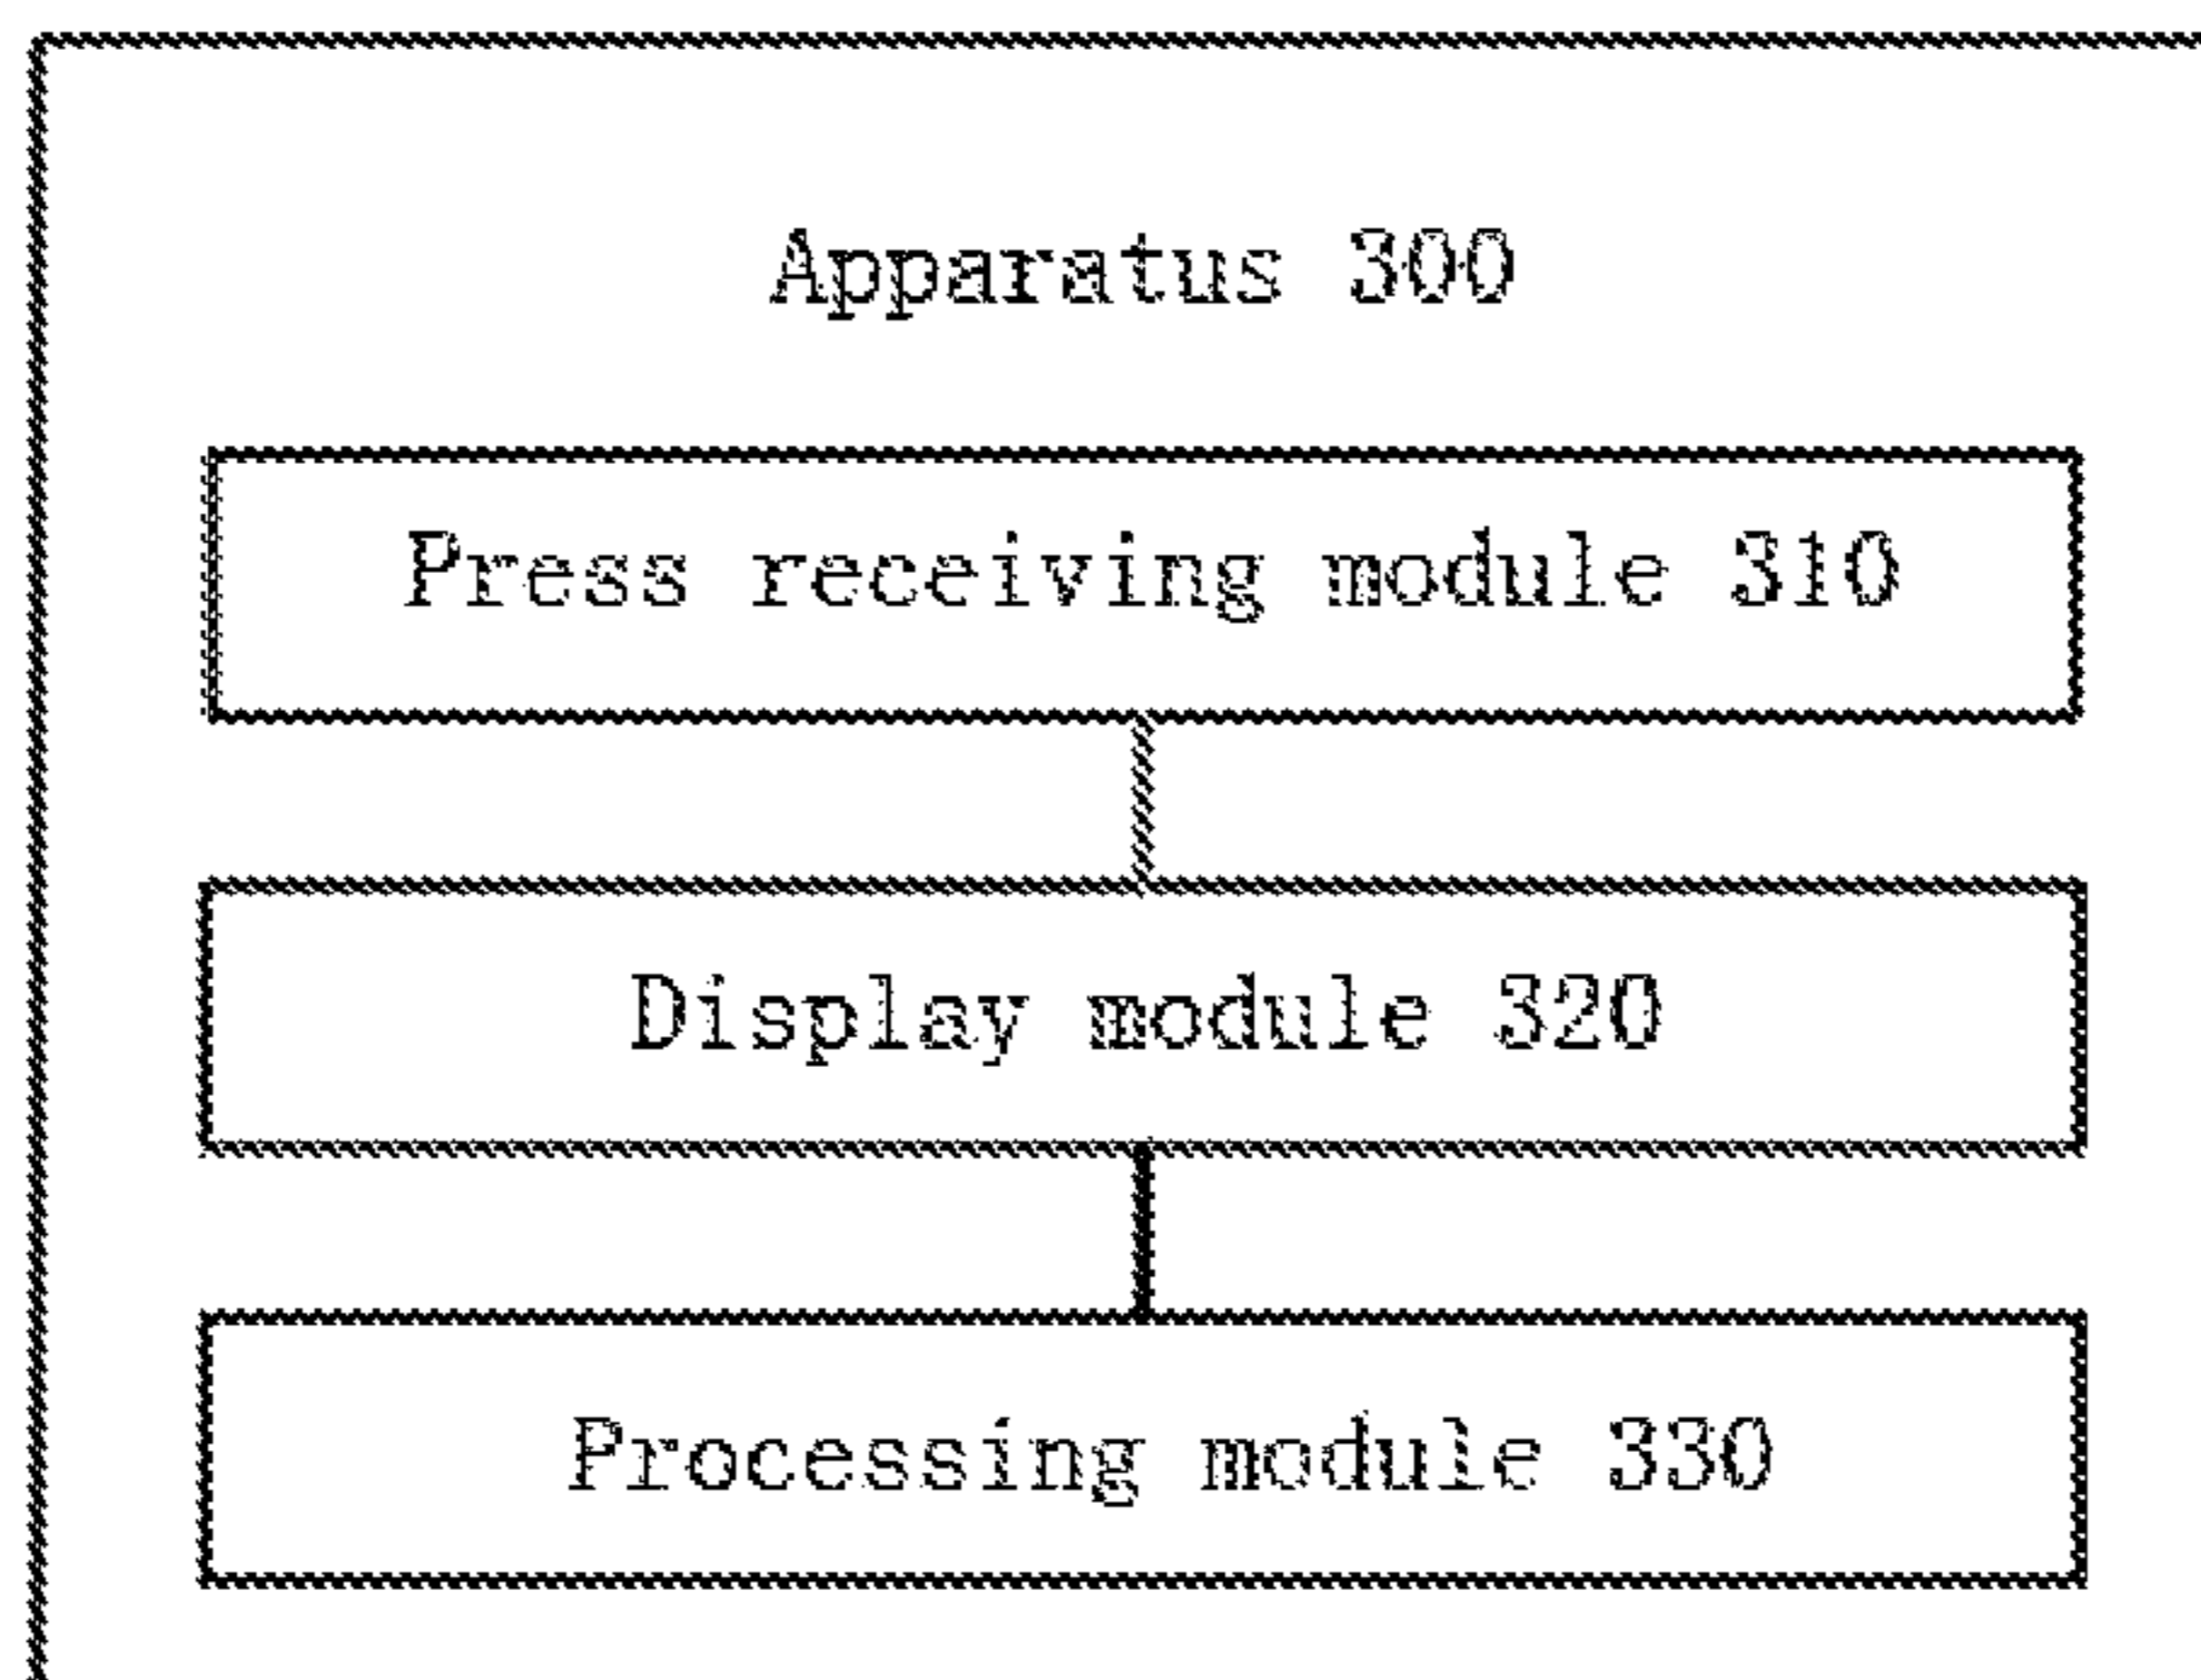 Apparatus 300
Press receiving module 310
Display module 320
Processing module 330